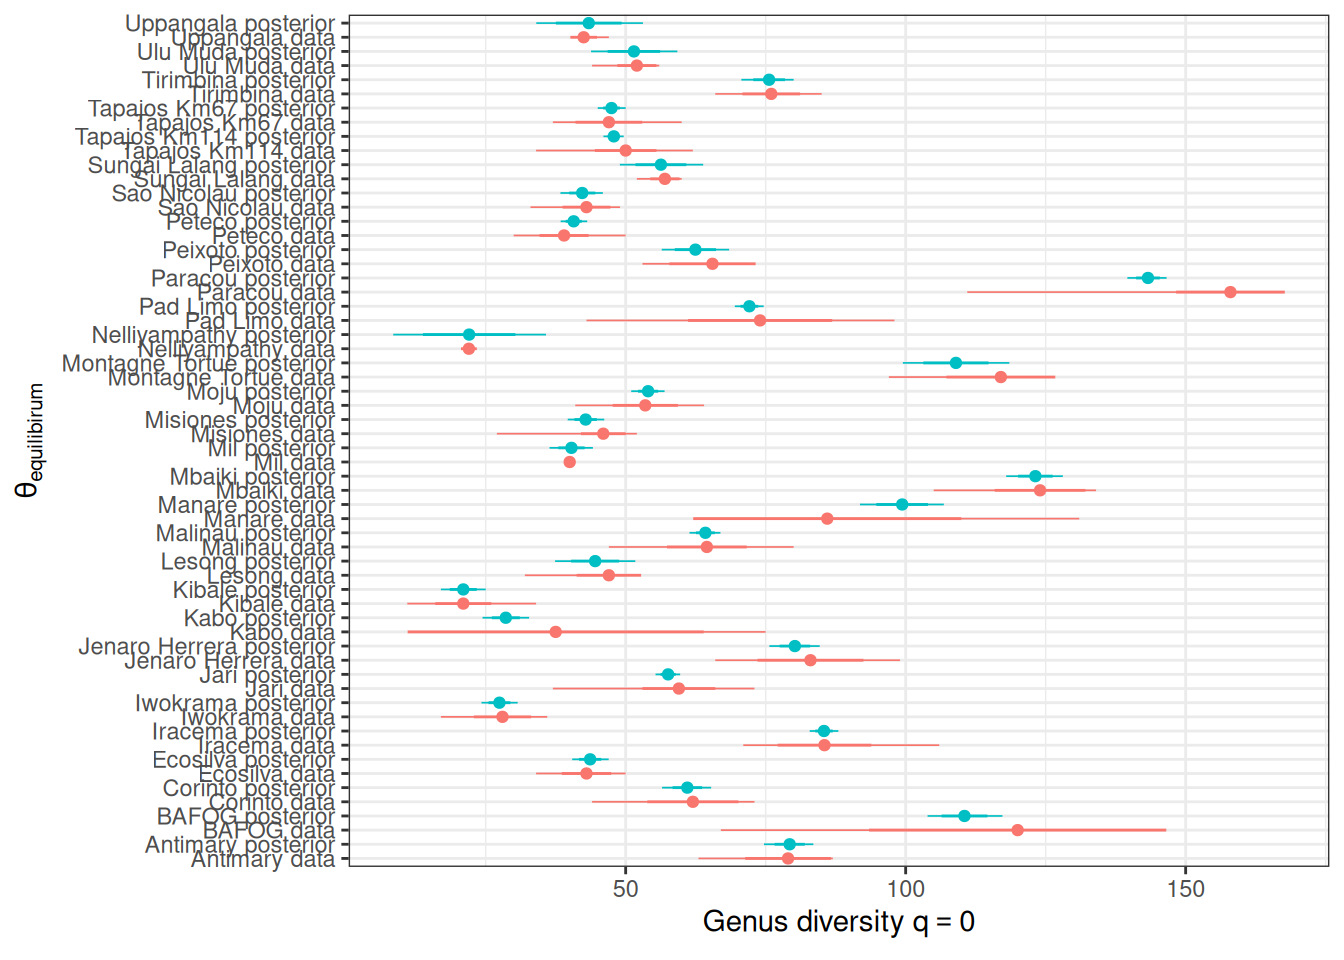 Uppangala posterior
Uppangala data
Ulu Muda posterior
Ulu Muda data
Tirimbina posterior
Tirimbina data
Tapajos Km67 posterior
Tapajos Km67 data
Tapajos Km114 posterior
Tapajos Km114 data
Sungai Lalang posterior
Sungai Lalang data
Sao Nicolau posterior
Sao Nicolau data
Peteco posterior
Peteco data
Peixoto posterior
Peixoto data
Paracou posterior
Paracou data
Pad Limo posterior
Pad Limo data
Nelliyampathy posterior
Nelliyampathy data
Montagne Tortue posterior
Montagne Tortue data
Moju posterior
Moju data
Misiones posterior
Misiones data
Mil posterior
Mil data
Mbaiki posterior
Mbaiki data
Manare posterior
Manare data
Malinau posterior
Malinau data
Lesong posterior
Lesong data
Kibale posterior
Kibale data
Kabo posterior
Kabo data
Jenaro Herrera posterior
Jenaro Herrera data
Jari posterior
Jari data
Iwokrama posterior
Iwokrama data
Iracema posterior
Iracema data
Ecosilva posterior
Ecosilva data
Corinto posterior
Corinto data
BAFOG posterior
BAFOG data
Antimary posterior
Antimary data
θequilibirum
50 100 150
Genus diversity q = 0